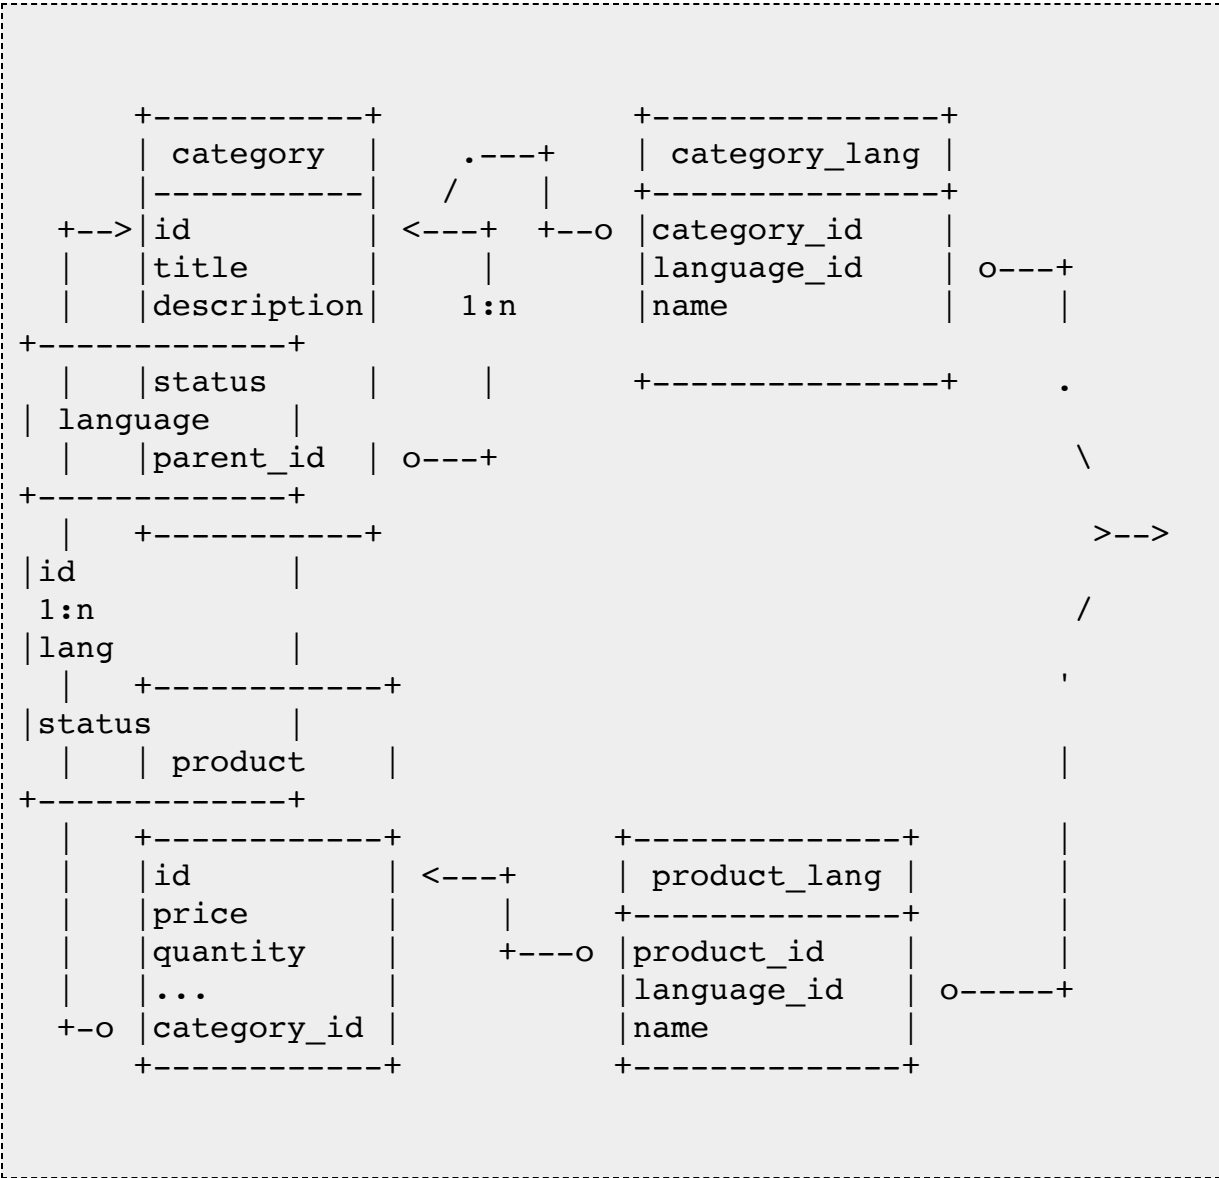 +-----------+             +---------------+
     | category  |    .---+    | category_lang |
     |-----------|   /    |    +---------------+
 +-->|id         | <---+  +--o |category_id    |
 |   |title      |     |       |language_id    | o---+
 |   |description|    1:n      |name           |     |
+-------------+
 |   |status     |     |       +---------------+     .
| language    |
 |   |parent_id  | o---+                              \
+-------------+
 |   +-----------+                                     >-->
|id           |
1:n                                                   /
|lang         |
 |   +------------+                                  '
|status       |
 |   | product    |                                  |
+-------------+
 |   +------------+           +--------------+       |
 |   |id          | <---+     | product_lang |       |
 |   |price       |     |     +--------------+       |
 |   |quantity    |     +---o |product_id    |       |
 |   |...         |           |language_id   | o-----+
 +-o |category_id |           |name          |
     +------------+           +--------------+